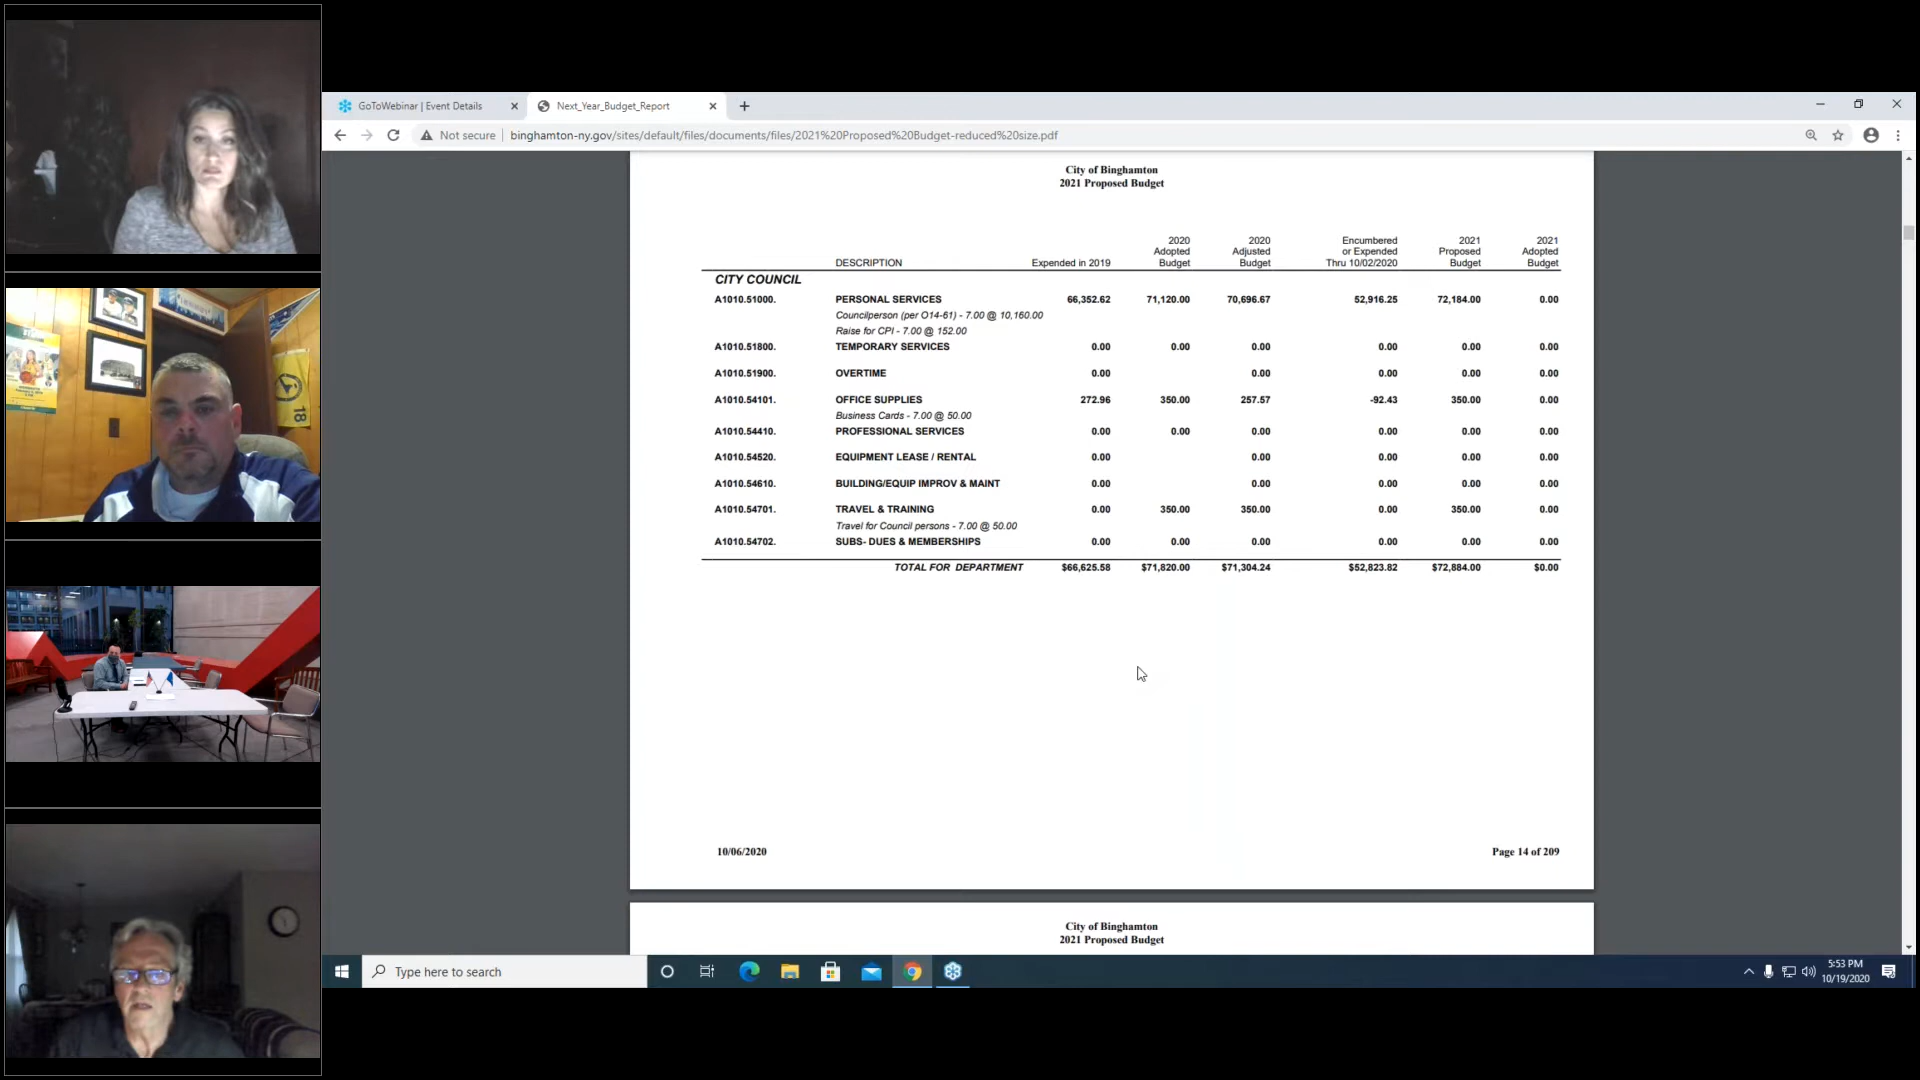 GoToWebinar | Event Details
Next_Year_Budget_Report
Not secure | binghamton-ny.gov/sites/default/files/documents/files/2021%20Proposed%20Budget-reduced%20size.pdf
City of Binghamton
2021 Proposed Budget
DESCRIPTION Expended in 2019 2020 Adopted Budget 2020 Adjusted Budget Encumbered or Expended Thru 10/02/2020 2021 Proposed Budget 2021 Adopted Budget
CITY COUNCIL
A1010.51000. PERSONAL SERVICES 66,352.62 71,120.00 70,696.67 52,916.25 72,184.00 0.00
Councilperson (per O14-61) - 7.00 @ 10,160.00
Raise for CPI - 7.00 @ 152.00
A1010.51800. TEMPORARY SERVICES 0.00 0.00 0.00 0.00 0.00 0.00
A1010.51900. OVERTIME 0.00 0.00 0.00 0.00 0.00
A1010.54101. OFFICE SUPPLIES 272.96 350.00 257.57 -92.43 350.00 0.00
Business Cards - 7.00 @ 50.00
A1010.54410. PROFESSIONAL SERVICES 0.00 0.00 0.00 0.00 0.00 0.00
A1010.54520. EQUIPMENT LEASE / RENTAL 0.00 0.00 0.00 0.00 0.00
A1010.54610. BUILDING/EQUIP IMPROV & MAINT 0.00 0.00 0.00 0.00 0.00
A1010.54701. TRAVEL & TRAINING 0.00 350.00 350.00 0.00 350.00 0.00
Travel for Council persons - 7.00 @ 50.00
A1010.54702. SUBS- DUES & MEMBERSHIPS 0.00 0.00 0.00 0.00 0.00 0.00
TOTAL FOR DEPARTMENT $66,625.58 $71,820.00 $71,304.24 $52,823.82 $72,884.00 $0.00
10/06/2020 Page 14 of 209
City of Binghamton
2021 Proposed Budget
Type here to search
5:53 PM
10/19/2020
18